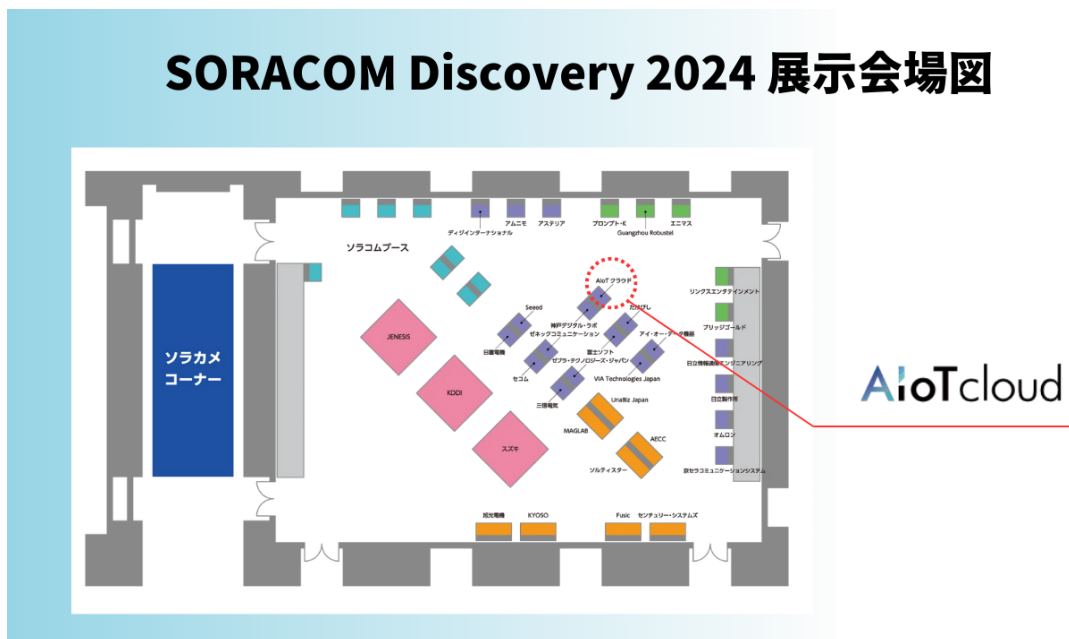 SORACOM Discovery 2024 展示会場図
ディジインターナショナル
アムニモ
アステリア
プロンプト・K
Guangzhou Robustel
エニマス
ソラコムブース
AIoT クラウド
リンクスエンタテインメント
Seeed
たけびし
神戸デジタル・ラボ
ゼネックコミュニケーション
アイ・オー・データ機器
ブリッジゴールド
JENESIS
日置電機
富士ソフト
ゼブラ・テクノロジーズ・ジャパン
日立情報通信エンジニアリング
ソラカメ
コーナー
セコム
VIA Technologies Japan
KDDI
三信電気
UnaBiz Japan
日立製作所
AIoTcloud
MAGLAB
AECC
オムロン
スズキ
ソルティスター
京セラコミュニケーションシステム
旭光電機
KYOSO
Fusic
センチュリー・システムズ